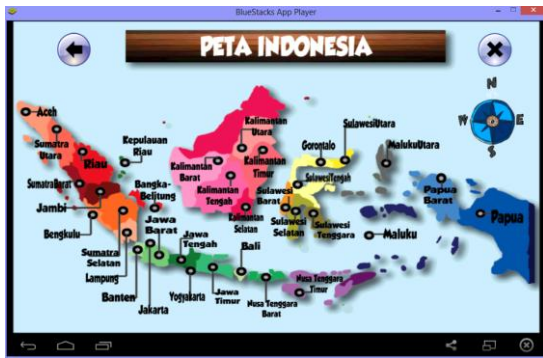 BlueStacks App Player
PETA INDONESIA
N
W
E
S
Aceh
Sumatra
Utara
Riau
Kepulauan
Riau
Sumatra Barat
Jambi
Bengkulu
Bangka-
Belitung
Sumatra
Selatan
Lampung
Banten
Jakarta
Jawa
Barat
Jawa
Tengah
Yogyakarta
Jawa
Timur
Bali
Nusa Tenggara
Barat
Nusa Tenggara
Timur
Kalimantan
Utara
Kalimantan
Barat
Kalimantan
Timur
Kalimantan
Tengah
Kalimantan
Selatan
Gorontalo
SulawesiUtara
SulawesiTengah
Sulawesi
Barat
Sulawesi
Selatan
Sulawesi
Tenggara
MalukuUtara
Maluku
Papua
Barat
Papua